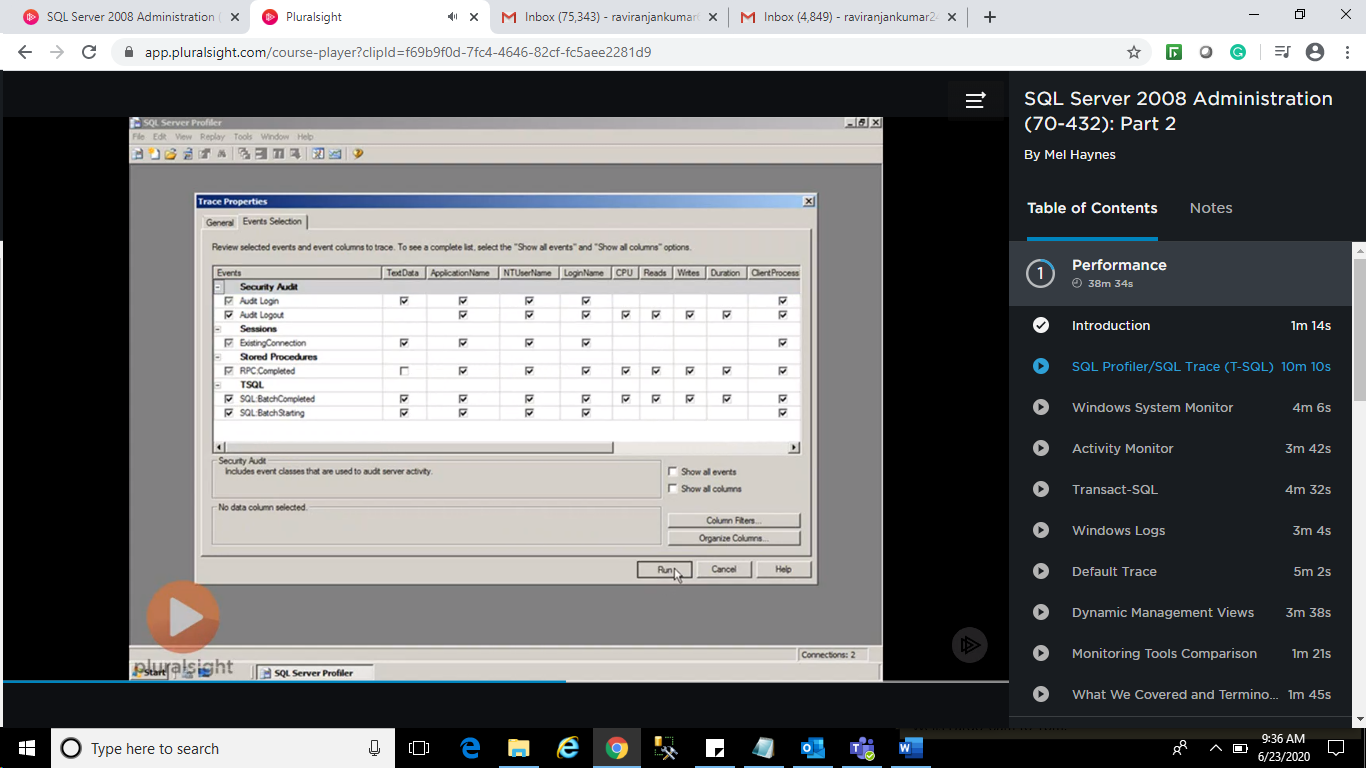 SQL Server 2008 Administration (
Pluralsight
Inbox (75,343) - raviranjankumar
Inbox (4,849) - raviranjankumar2
app.pluralsight.com/course-player?clipId=f69b9f0d-7fc4-4646-82cf-fc5aee2281d9
SQL Server Profiler
File Edit View Replay Tools Window Help
Trace Properties
General Events Selection
Review selected events and event columns to trace. To see a complete list, select the "Show all events" and "Show all columns" options.
Events TextData ApplicationName NTUserName LoginName CPU Reads Writes Duration ClientProcess
Security Audit
Audit Login
Audit Logout
Sessions
ExistingConnection
Stored Procedures
RPC:Completed
TSQL
SQL:BatchCompleted
SQL:BatchStarting
Security Audit
Includes event classes that are used to audit server activity.
No data column selected.
Show all events
Show all columns
Column Filters...
Organize Columns...
Run Cancel Help
Connections: 2
pluralsight
Start SQL Server Profiler
SQL Server 2008 Administration
(70-432): Part 2
By Mel Haynes
Table of Contents Notes
1 Performance
38m 34s
Introduction 1m 14s
SQL Profiler/SQL Trace (T-SQL) 10m 10s
Windows System Monitor 4m 6s
Activity Monitor 3m 42s
Transact-SQL 4m 32s
Windows Logs 3m 4s
Default Trace 5m 2s
Dynamic Management Views 3m 38s
Monitoring Tools Comparison 1m 21s
What We Covered and Termino... 1m 45s
Type here to search
9:36 AM
6/23/2020